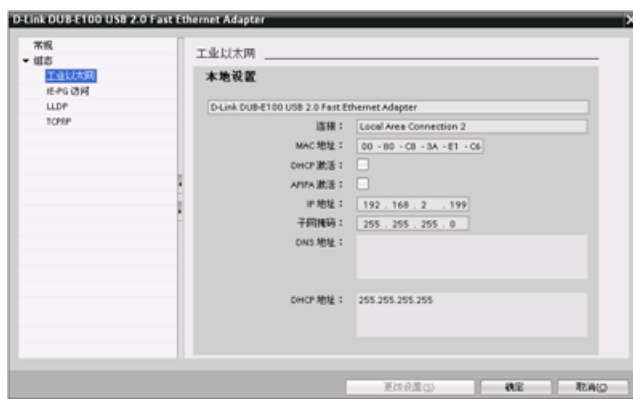 D-Link DUB-E100 USB 2.0 Fast Ethernet Adapter
常规
组态
工业以太网
IE-PG 访问
LLDP
TCP/IP
工业以太网
本地设置
D-Link DUB-E100 USB 2.0 Fast Ethernet Adapter
连接： Local Area Connection 2
MAC 地址： 00 -80 -C8 -3A -E1 -C6
DHCP 激活：
APIPA 激活：
IP 地址： 192 . 168 . 2 . 199
子网掩码： 255 . 255 . 255 . 0
DNS 地址：
DHCP 地址： 255.255.255.255
更改设置(S) 确定 取消(C)